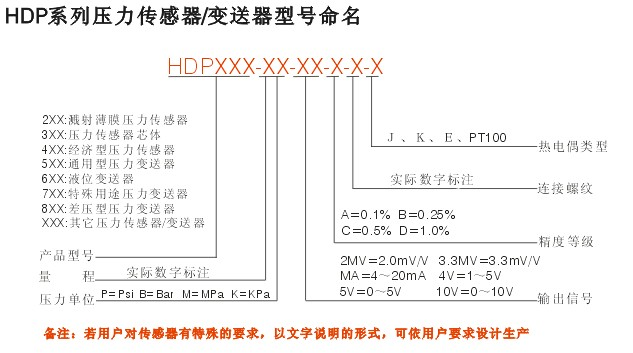 HDP系列压力传感器/变送器型号命名
HDPXXX-XX-XX-X-X-X
2XX:溅射薄膜压力传感器
3XX:压力传感器芯体
4XX:经济型压力传感器
5XX:通用型压力变送器
6XX:液位变送器
7XX:特殊用途压力变送器
8XX:差压型压力变送器
XXX:其它压力传感器/变送器
产品型号
量 程 实际数字标注
压力单位 P=Psi B=Bar M=MPa K=KPa
J、K、E、PT100 热电偶类型
实际数字标注 连接螺纹
A=0.1% B=0.25%
C=0.5% D=1.0%
精度等级
2MV=2.0mV/V 3.3MV=3.3mV/V
MA=4～20mA 4V=1～5V
5V=0～5V 10V=0～10V
输出信号
备注：若用户对传感器有特殊的要求，以文字说明的形式，可依用户要求设计生产